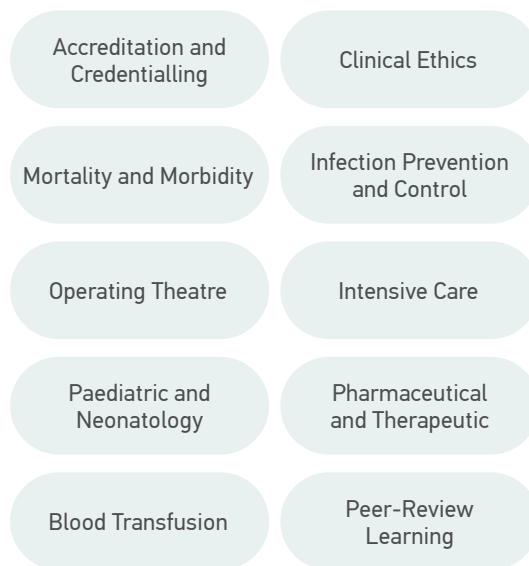 Accreditation and
Credentialling
Clinical Ethics
Mortality and Morbidity
Infection Prevention
and Control
Operating Theatre
Intensive Care
Paediatric and
Neonatology
Pharmaceutical
and Therapeutic
Blood Transfusion
Peer-Review
Learning